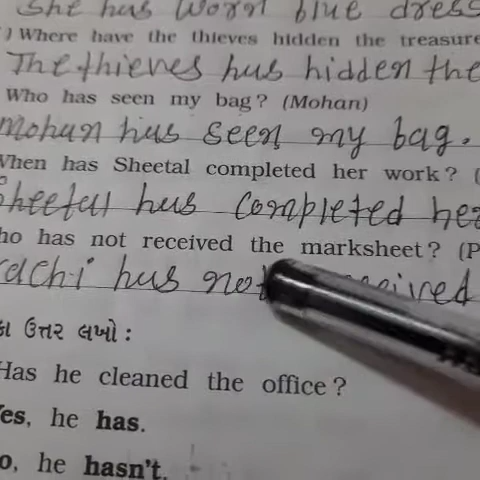 She has worn blue dress
) Where have the thieves hidden the treasure
The thieves has hidden the
Who has seen my bag? (Mohan)
Mohan has seen my bag.
When has Sheetal completed her work? (
Sheetal has completed he
ho has not received the marksheet? (P
achi has not received
ઉત્તર લખો :
Has he cleaned the office?
es, he has.
o, he hasn't.